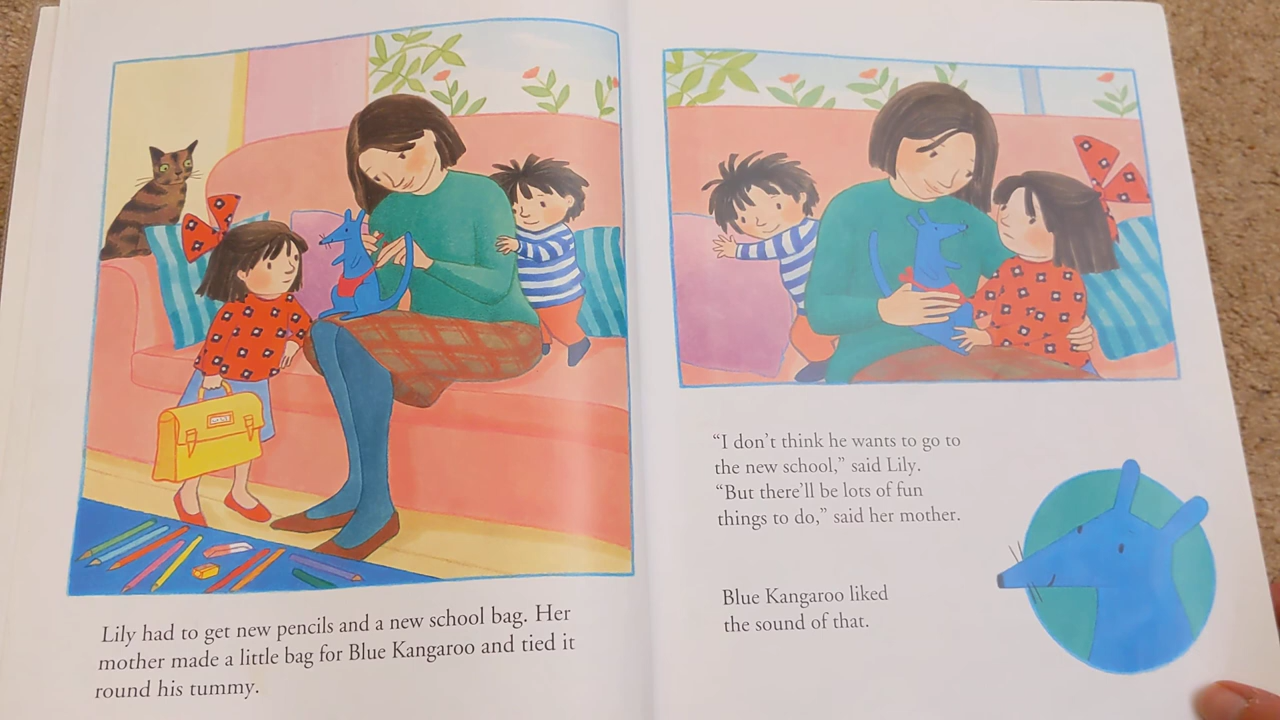 Lily had to get new pencils and a new school bag. Her
mother made a little bag for Blue Kangaroo and tied it
round his tummy.
“I don’t think he wants to go to
the new school,” said Lily.
“But there’ll be lots of fun
things to do,” said her mother.
Blue Kangaroo liked
the sound of that.